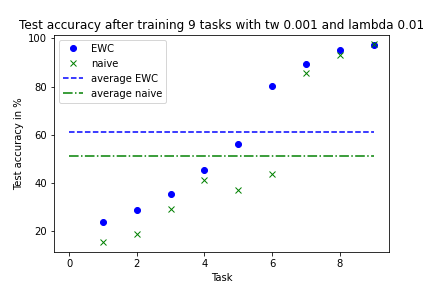 Test accuracy after training 9 tasks with tw 0.001 and lambda 0.01
100
80
60
40
20
Test accuracy in %
EWC
naive
average EWC
average naive
0 2 4 6 8
Task